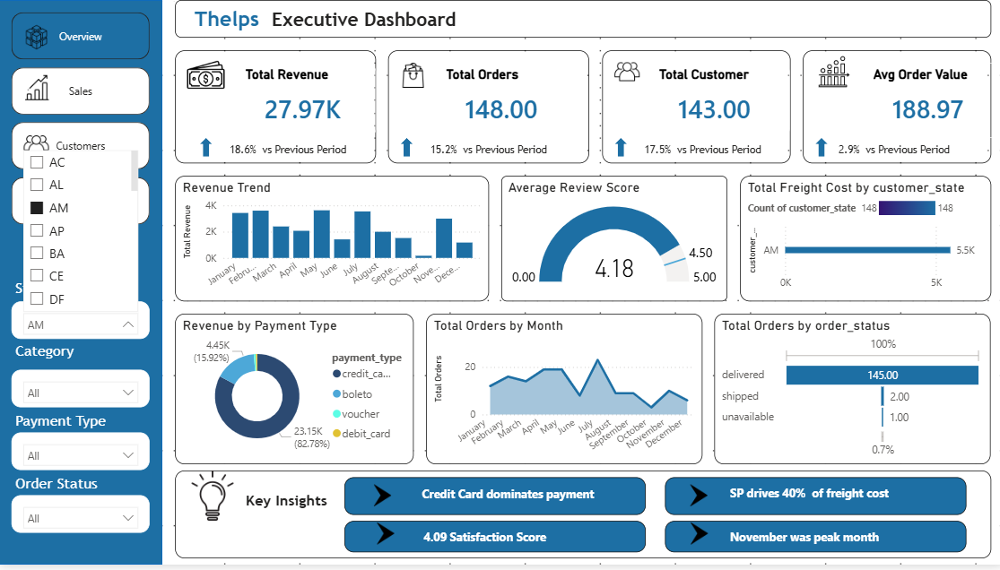 Thelps Executive Dashboard
Overview
Sales
Customers
AC
AL
AM
AP
BA
CE
DF
AM
Category
All
Payment Type
All
Order Status
All
Total Revenue
27.97K
18.6% vs Previous Period
Total Orders
148.00
15.2% vs Previous Period
Total Customer
143.00
17.5% vs Previous Period
Avg Order Value
188.97
2.9% vs Previous Period
Revenue Trend
Total Revenue
4K
2K
0K
January
Febru...
March
April
May
June
July
August
Septe...
October
Nove...
Dece...
Average Review Score
0.00
4.18
4.50
5.00
Total Freight Cost by customer_state
Count of customer_state 148 148
customer_...
AM
5.5K
0K
5K
Revenue by Payment Type
4.45K
(15.92%)
23.15K
(82.78%)
payment_type
credit_ca...
boleto
voucher
debit_card
Total Orders by Month
Total Orders
20
0
January
February
March
April
May
June
July
August
September
October
November
December
Total Orders by order_status
100%
delivered 145.00
shipped 2.00
unavailable 1.00
0.7%
Key Insights
Credit Card dominates payment
SP drives 40% of freight cost
4.09 Satisfaction Score
November was peak month